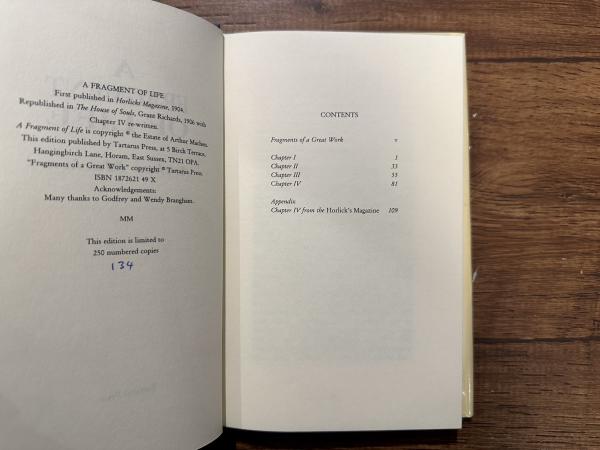 A FRAGMENT OF LIFE.
First published in Horlicks Magazine, 1904.
Republished in The House of Souls, Grant Richards, 1906 with
Chapter IV re-written.
A Fragment of Life is copyright © the Estate of Arthur Machen.
This edition published by Tartarus Press, at 5 Birch Terrace,
Hangingbirch Lane, Horam, East Sussex, TN21 OPA.
"Fragments of a Great Work" copyright © Tartarus Press.
ISBN 1872621 49 X
Acknowledgements:
Many thanks to Godfrey and Wendy Brangham.
MM
This edition is limited to
250 numbered copies
134
CONTENTS
Fragments of a Great Work v
Chapter I 1
Chapter II 33
Chapter III 55
Chapter IV 81
Appendix
Chapter IV from the Horlick's Magazine 109